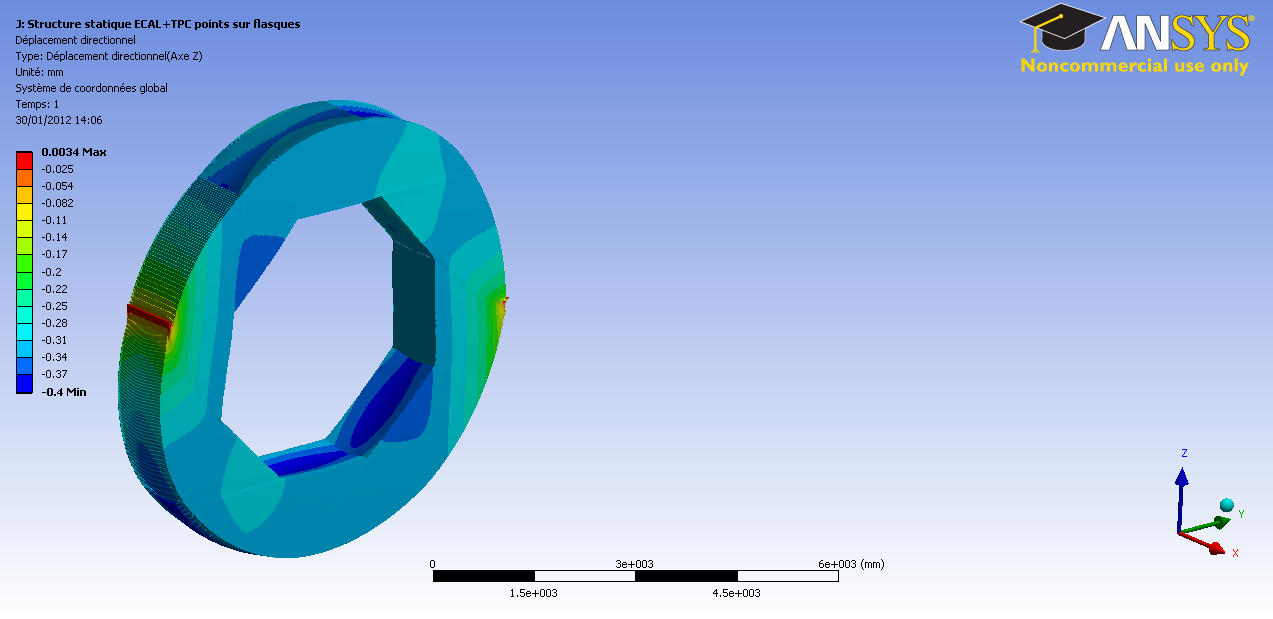 J: Structure statique ECAL+TPC points sur flasques
Déplacement directionnel
Type: Déplacement directionnel(Axe Z)
Unité: mm
Système de coordonnées global
Temps: 1
30/01/2012 14:06
0.0034 Max
-0.025
-0.054
-0.082
-0.11
-0.14
-0.17
-0.2
-0.22
-0.25
-0.28
-0.31
-0.34
-0.37
-0.4 Min
ANSYS®
Noncommercial use only
Z
Y
X
0 3e+003 6e+003 (mm)
1.5e+003 4.5e+003